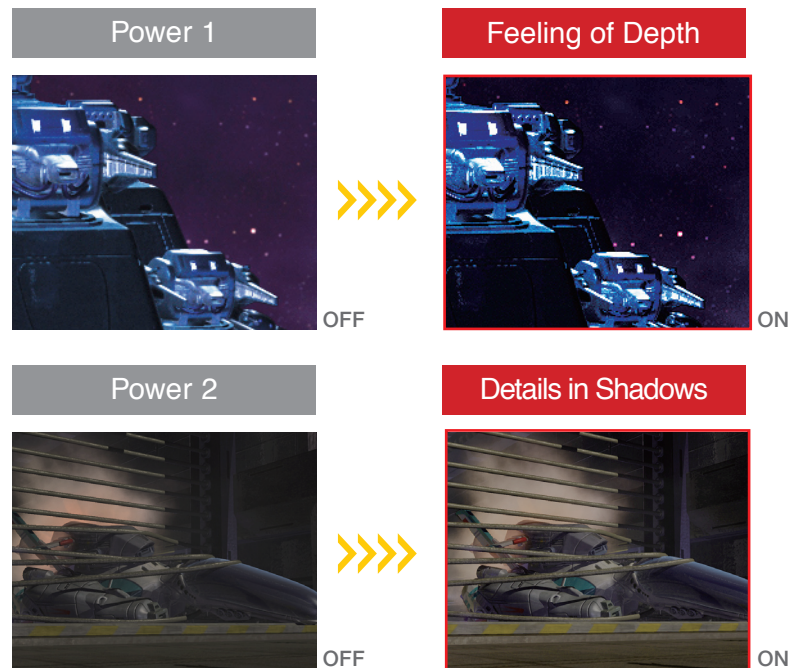 Power 1
Feeling of Depth
OFF
ON
Power 2
Details in Shadows
OFF
ON